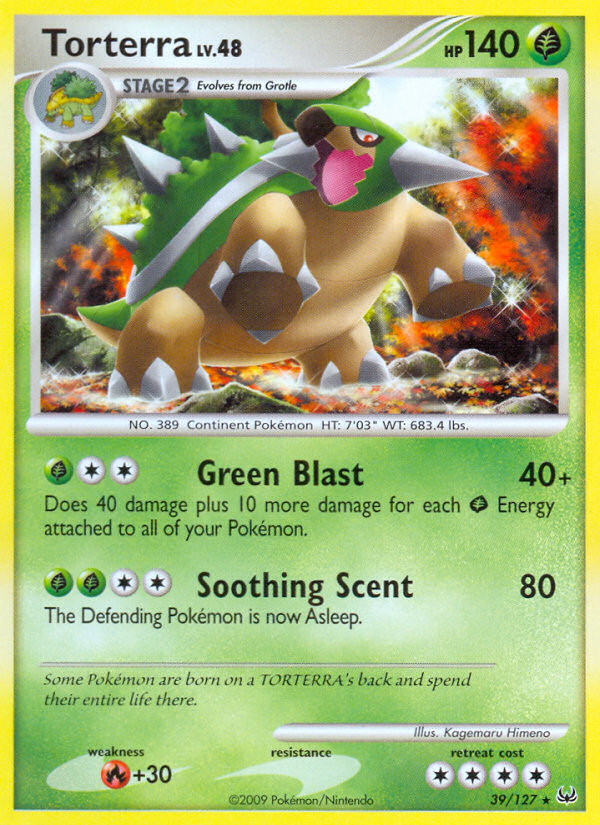 Torterra LV.48 HP 140
STAGE2 Evolves from Grotle
NO. 389 Continent Pokémon HT: 7'03" WT: 683.4 lbs.
Green Blast 40+
Does 40 damage plus 10 more damage for each Energy
attached to all of your Pokémon.
Soothing Scent 80
The Defending Pokémon is now Asleep.
Some Pokémon are born on a TORTERRA's back and spend
their entire life there.
Illus. Kagemaru Himeno
weakness resistance retreat cost
+30
©2009 Pokémon/Nintendo 39/127 ★